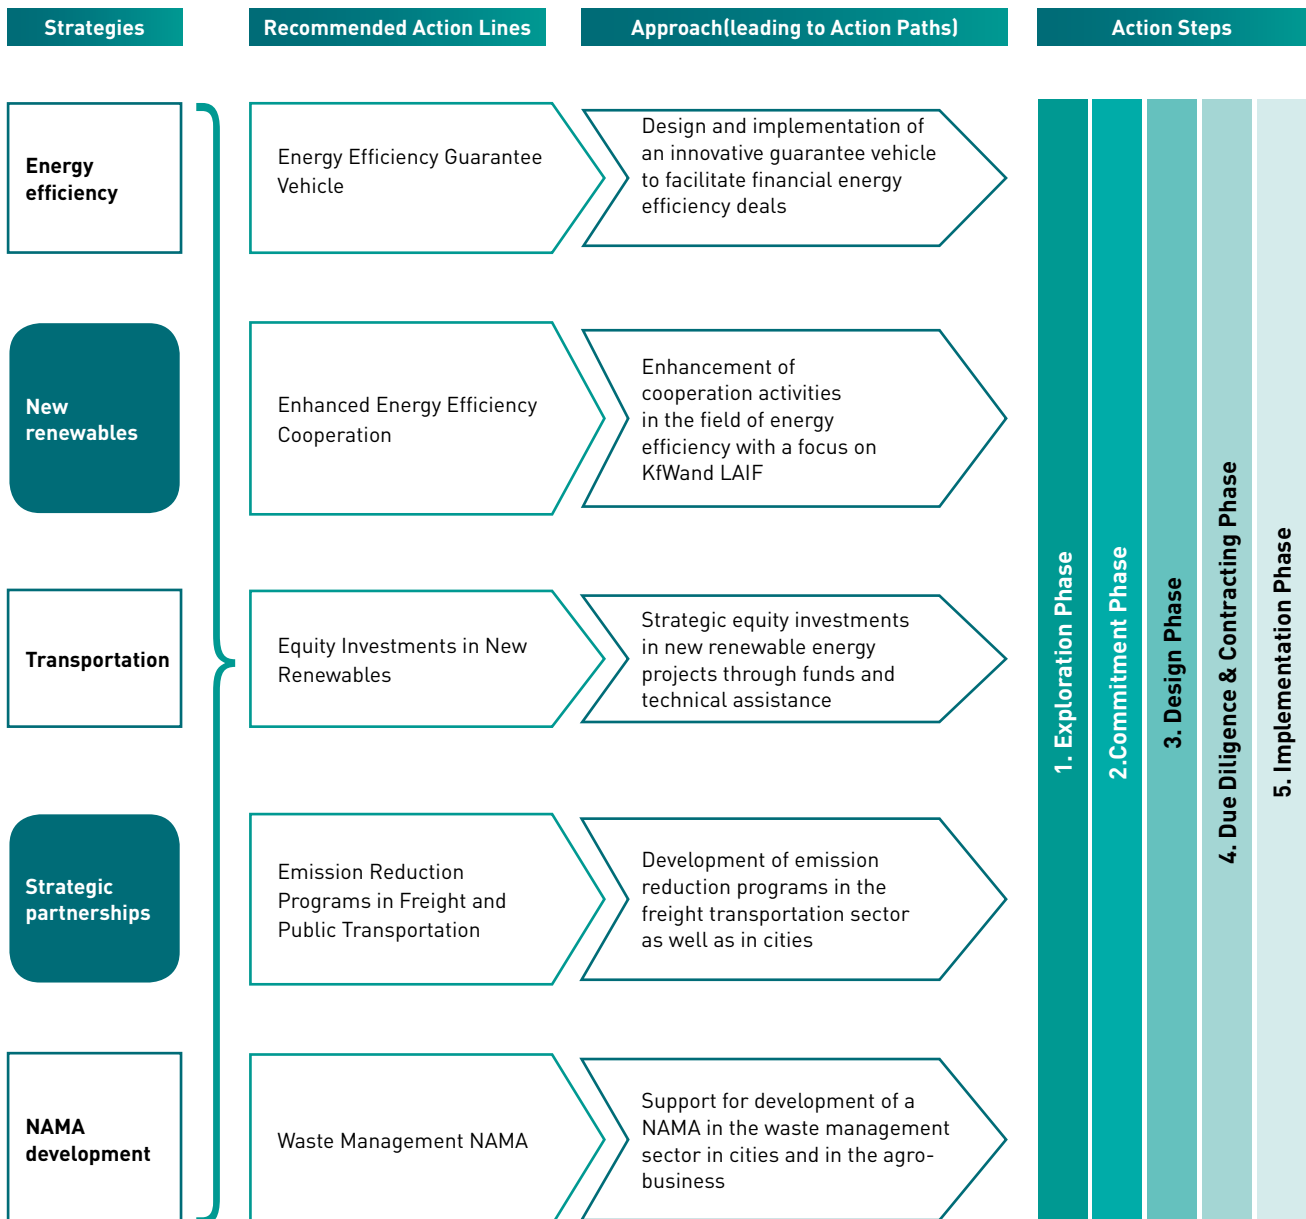 Strategies
Recommended Action Lines
Approach(leading to Action Paths)
Action Steps
Energy
efficiency
Energy Efficiency Guarantee
Vehicle
Design and implementation of
an innovative guarantee vehicle
to facilitate financial energy
efficiency deals
New
renewables
Enhanced Energy Efficiency
Cooperation
Enhancement of
cooperation activities
in the field of energy
efficiency with a focus on
KfWand LAIF
Transportation
Equity Investments in New
Renewables
Strategic equity investments
in new renewable energy
projects through funds and
technical assistance
Strategic
partnerships
Emission Reduction
Programs in Freight and
Public Transportation
Development of emission
reduction programs in the
freight transportation sector
as well as in cities
NAMA
development
Waste Management NAMA
Support for development of a
NAMA in the waste management
sector in cities and in the agro-
business
1. Exploration Phase
2.Commitment Phase
3. Design Phase
4. Due Diligence & Contracting Phase
5. Implementation Phase